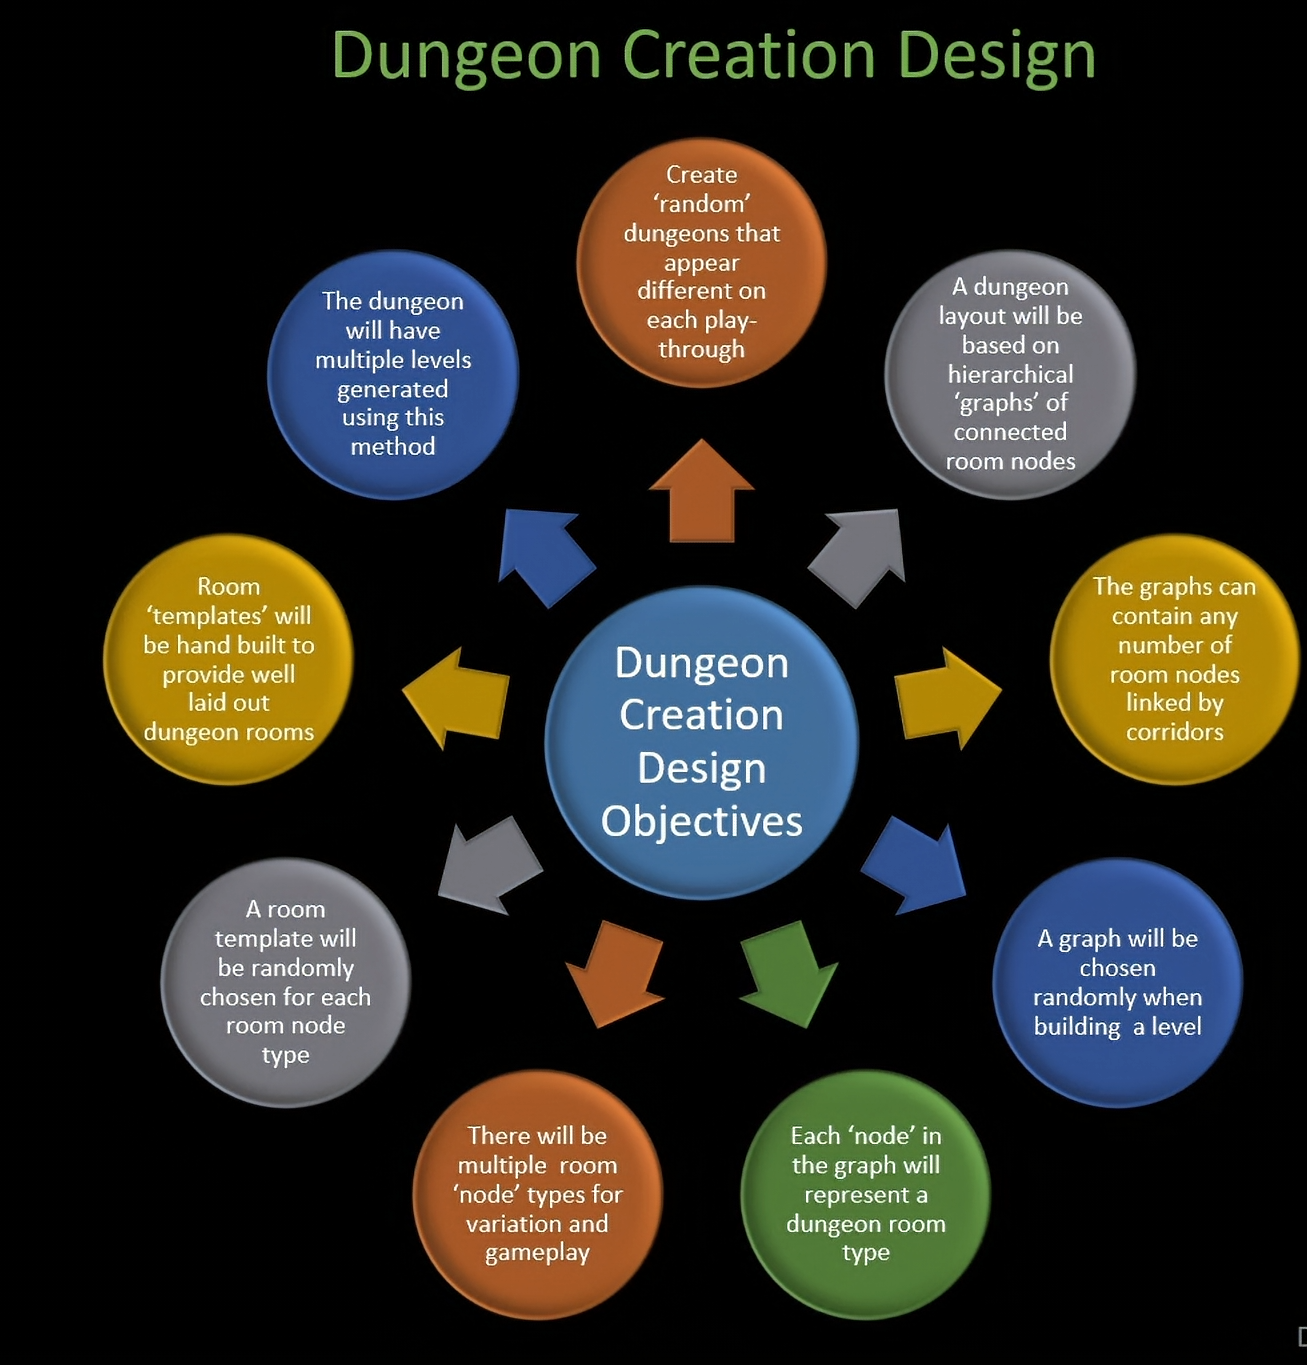 Dungeon Creation Design
Create
‘random’
dungeons that
appear
different on
each play-
through
A dungeon
layout will be
based on
hierarchical
‘graphs’ of
connected
room nodes
The graphs can
contain any
number of
room nodes
linked by
corridors
A graph will be
chosen
randomly when
building  a level
Each ‘node’ in
the graph will
represent a
dungeon room
type
There will be
multiple  room
‘node’ types for
variation and
gameplay
A room
template will
be randomly
chosen for each
room node
type
Room
‘templates’ will
be hand built to
provide well
laid out
dungeon rooms
The dungeon
will have
multiple levels
generated
using this
method
Dungeon
Creation
Design
Objectives